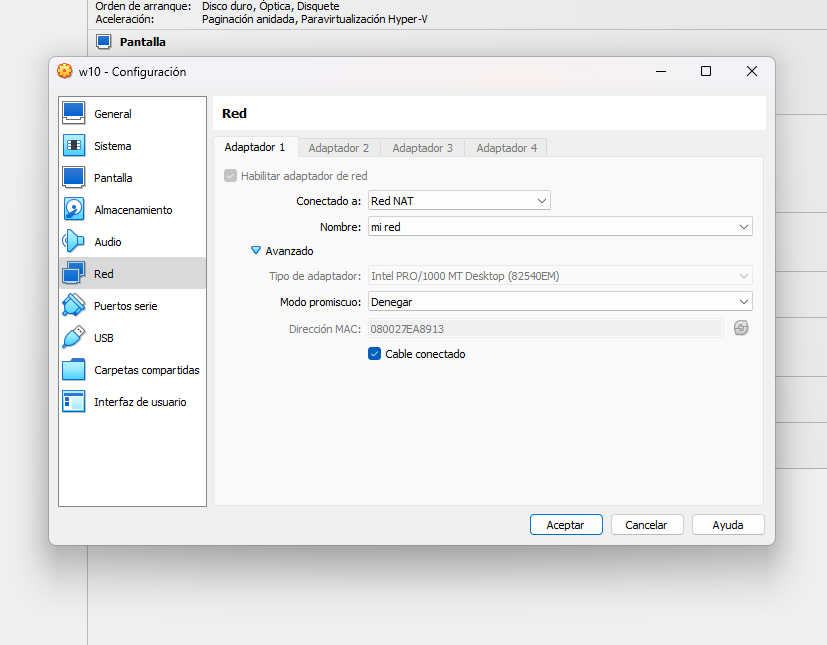 Orden de arranque: Disco duro, Óptica, Disquete
Aceleración: Paginación anidada, Paravirtualización Hyper-V
Pantalla
w10 - Configuración
General
Sistema
Pantalla
Almacenamiento
Audio
Red
Puertos serie
USB
Carpetas compartidas
Interfaz de usuario
Red
Adaptador 1 Adaptador 2 Adaptador 3 Adaptador 4
Habilitar adaptador de red
Conectado a: Red NAT
Nombre: mi red
Avanzado
Tipo de adaptador: Intel PRO/1000 MT Desktop (82540EM)
Modo promiscuo: Denegar
Dirección MAC: 080027EA8913
Cable conectado
Aceptar Cancelar Ayuda